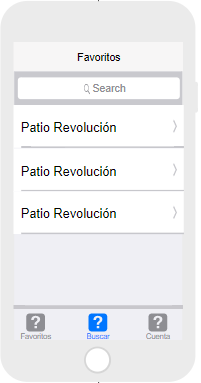 Favoritos
Search
Patio Revolución
Patio Revolución
Patio Revolución
? ? ?
Favoritos Buscar Cuenta